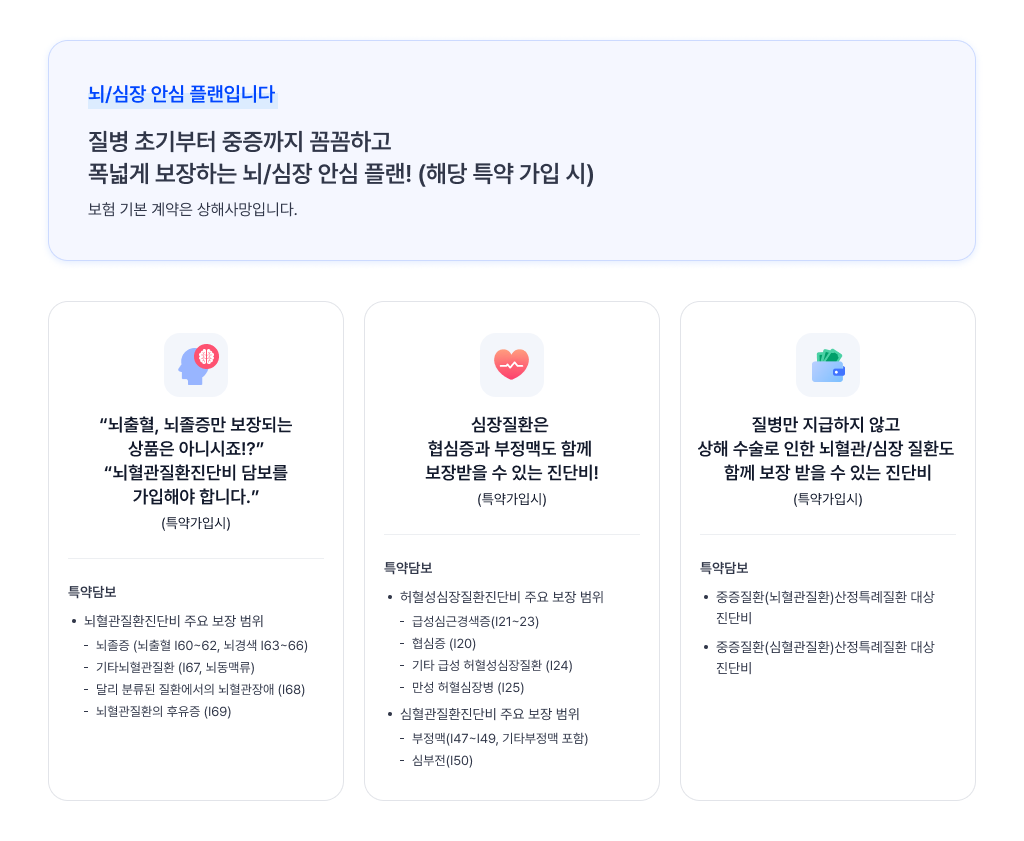 뇌/심장 안심 플랜입니다
질병 초기부터 중증까지 꼼꼼하고
폭넓게 보장하는 뇌/심장 안심 플랜! (해당 특약 가입 시)
보험 기본 계약은 상해사망입니다.
“뇌출혈, 뇌졸증만 보장되는
상품은 아니시죠!?”
“뇌혈관질환진단비 담보를
가입해야 합니다.”
(특약가입시)
특약담보
• 뇌혈관질환진단비 주요 보장 범위
- 뇌졸증 (뇌출혈 I60~62, 뇌경색 I63~66)
- 기타뇌혈관질환 (I67, 뇌동맥류)
- 달리 분류된 질환에서의 뇌혈관장애 (I68)
- 뇌혈관질환의 후유증 (I69)
심장질환은
협심증과 부정맥도 함께
보장받을 수 있는 진단비!
(특약가입시)
특약담보
• 허혈성심장질환진단비 주요 보장 범위
- 급성심근경색증(I21~23)
- 협심증 (I20)
- 기타 급성 허혈성심장질환 (I24)
- 만성 허혈심장병 (I25)
• 심혈관질환진단비 주요 보장 범위
- 부정맥(I47~I49, 기타부정맥 포함)
- 심부전(I50)
질병만 지급하지 않고
상해 수술로 인한 뇌혈관/심장 질환도
함께 보장 받을 수 있는 진단비
(특약가입시)
특약담보
• 중증질환(뇌혈관질환)산정특례질환 대상
진단비
• 중증질환(심혈관질환)산정특례질환 대상
진단비